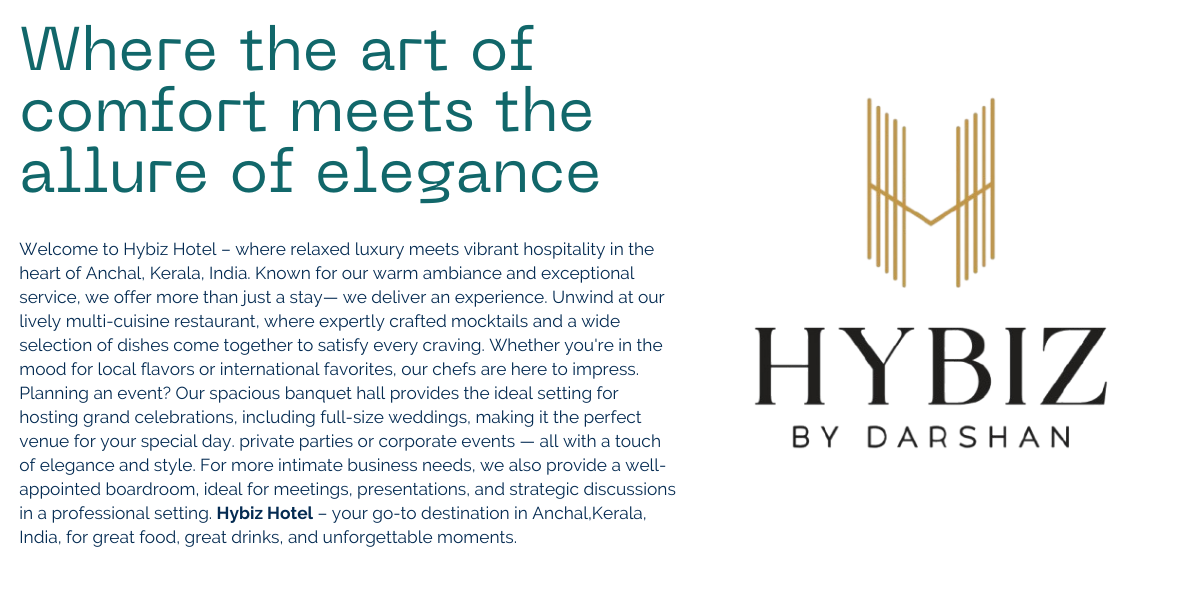 Where the art of
comfort meets the
allure of elegance
Welcome to Hybiz Hotel – where relaxed luxury meets vibrant hospitality in the
heart of Anchal, Kerala, India. Known for our warm ambiance and exceptional
service, we offer more than just a stay— we deliver an experience. Unwind at our
lively multi-cuisine restaurant, where expertly crafted mocktails and a wide
selection of dishes come together to satisfy every craving. Whether you're in the
mood for local flavors or international favorites, our chefs are here to impress.
Planning an event? Our spacious banquet hall provides the ideal setting for
hosting grand celebrations, including full-size weddings, making it the perfect
venue for your special day. private parties or corporate events — all with a touch
of elegance and style. For more intimate business needs, we also provide a well-
appointed boardroom, ideal for meetings, presentations, and strategic discussions
in a professional setting. Hybiz Hotel – your go-to destination in Anchal,Kerala,
India, for great food, great drinks, and unforgettable moments.
HYBIZ
BY DARSHAN